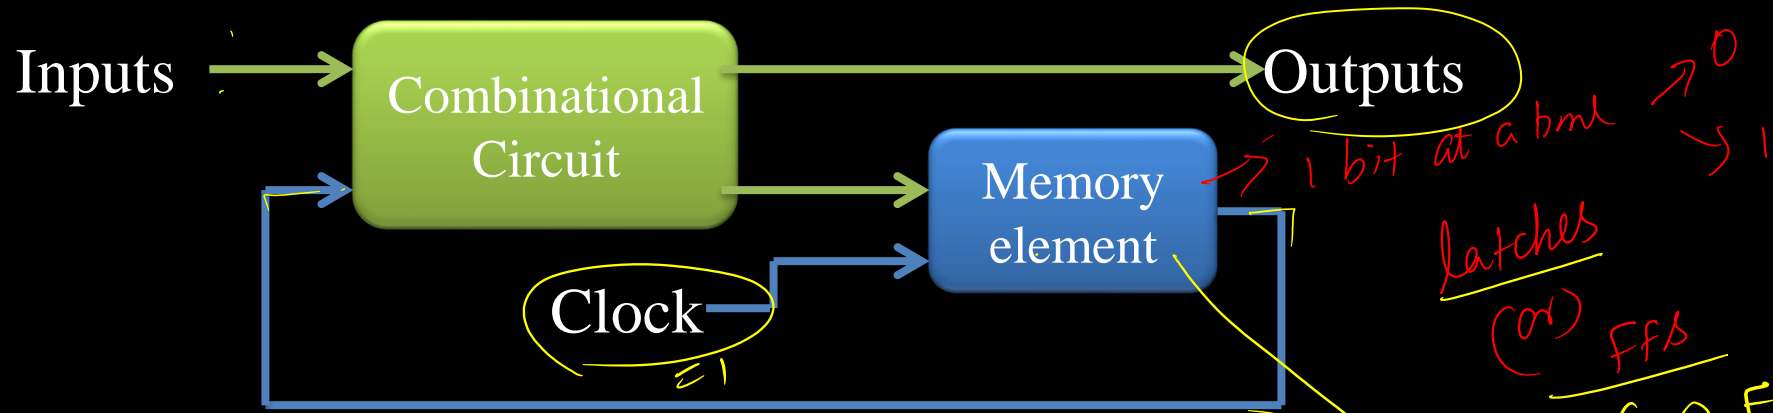 Inputs
Combinational
Circuit
Outputs
0
1 bit at a time
1
Memory
element
latches
(or)
FFs
Clock
=1